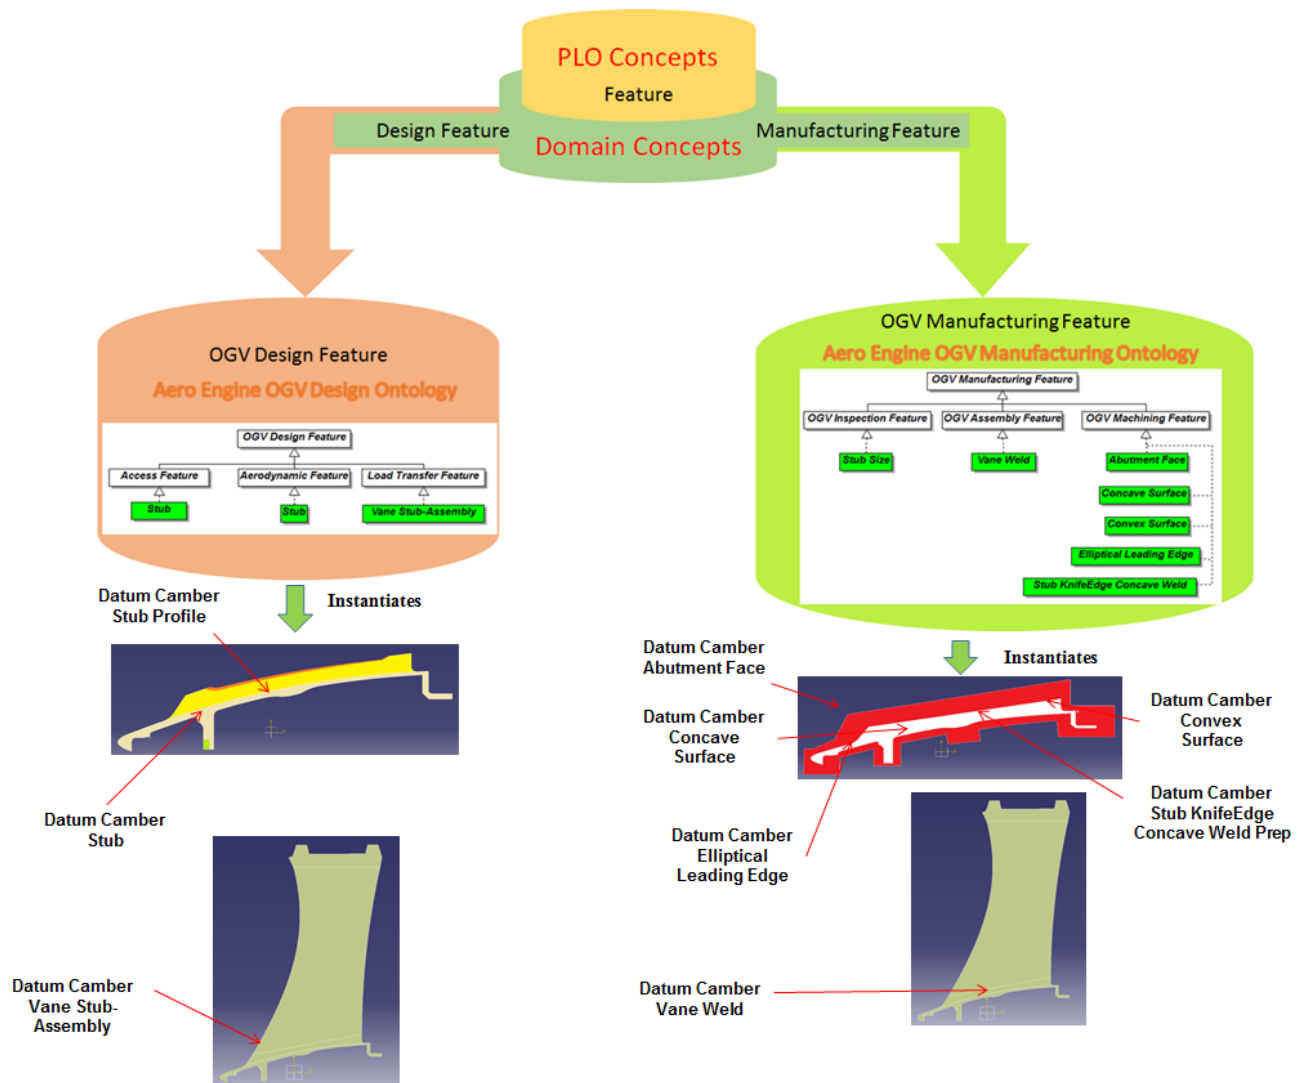 PLO Concepts
Feature
Design Feature
Manufacturing Feature
Domain Concepts
OGV Design Feature
Aero Engine OGV Design Ontology
OGV Design Feature
Access Feature
Aerodynamic Feature
Load Transfer Feature
Stub
Stub
Vane Stub-Assembly
OGV Manufacturing Feature
Aero Engine OGV Manufacturing Ontology
OGV Manufacturing Feature
OGV Inspection Feature
OGV Assembly Feature
OGV Machining Feature
Stub Size
Vane Weld
Abutment Face
Concave Surface
Convex Surface
Elliptical Leading Edge
Stub KnifeEdge Concave Weld
Instantiates
Datum Camber
Stub Profile
Datum Camber
Stub
Datum Camber
Vane Stub-
Assembly
Instantiates
Datum Camber
Abutment Face
Datum Camber
Concave
Surface
Datum Camber
Convex
Surface
Datum Camber
Stub KnifeEdge
Concave Weld Prep
Datum Camber
Elliptical
Leading Edge
Datum Camber
Vane Weld